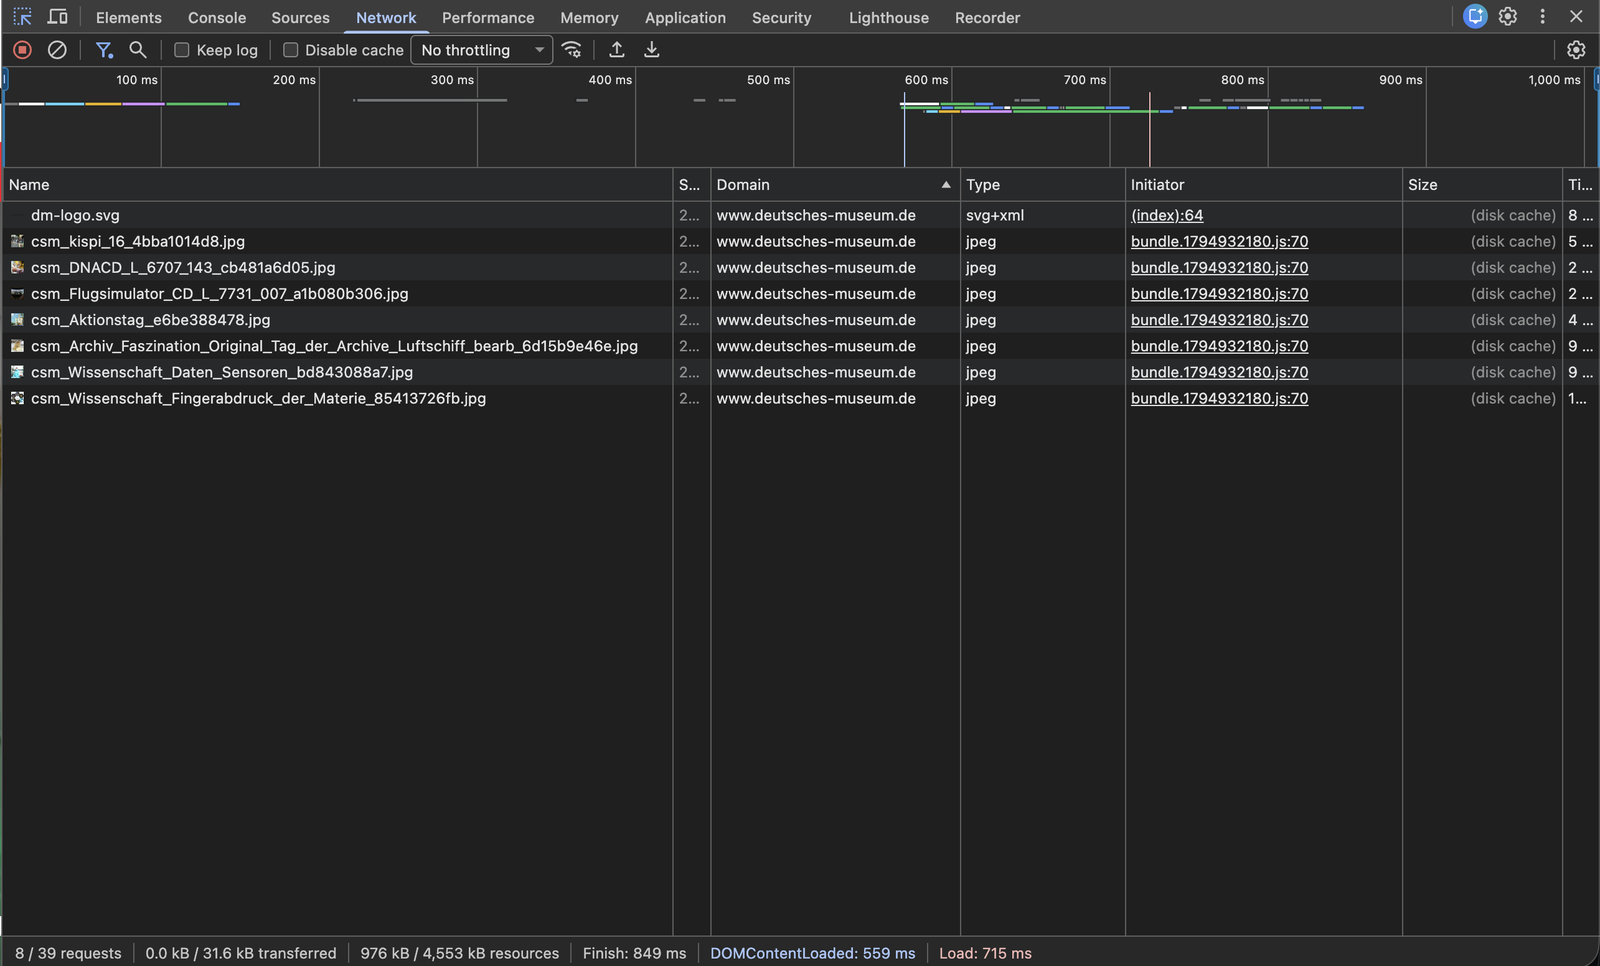 Elements Console Sources Network Performance Memory Application Security Lighthouse Recorder
Keep log Disable cache No throttling
100 ms 200 ms 300 ms 400 ms 500 ms 600 ms 700 ms 800 ms 900 ms 1,000 ms
Name S... Domain Type Initiator Size Ti...
dm-logo.svg 2... www.deutsches-museum.de svg+xml (index):64 (disk cache) 8 ...
csm_kispi_16_4bba1014d8.jpg 2... www.deutsches-museum.de jpeg bundle.1794932180.js:70 (disk cache) 5 ...
csm_DNACD_L_6707_143_cb481a6d05.jpg 2... www.deutsches-museum.de jpeg bundle.1794932180.js:70 (disk cache) 2 ...
csm_Flugsimulator_CD_L_7731_007_a1b080b306.jpg 2... www.deutsches-museum.de jpeg bundle.1794932180.js:70 (disk cache) 2 ...
csm_Aktionstag_e6be388478.jpg 2... www.deutsches-museum.de jpeg bundle.1794932180.js:70 (disk cache) 4 ...
csm_Archiv_Faszination_Original_Tag_der_Archive_Luftschiff_bearb_6d15b9e46e.jpg 2... www.deutsches-museum.de jpeg bundle.1794932180.js:70 (disk cache) 9 ...
csm_Wissenschaft_Daten_Sensoren_bd843088a7.jpg 2... www.deutsches-museum.de jpeg bundle.1794932180.js:70 (disk cache) 9 ...
csm_Wissenschaft_Fingerabdruck_der_Materie_85413726fb.jpg 2... www.deutsches-museum.de jpeg bundle.1794932180.js:70 (disk cache) 1...
8 / 39 requests 0.0 kB / 31.6 kB transferred 976 kB / 4,553 kB resources Finish: 849 ms DOMContentLoaded: 559 ms Load: 715 ms